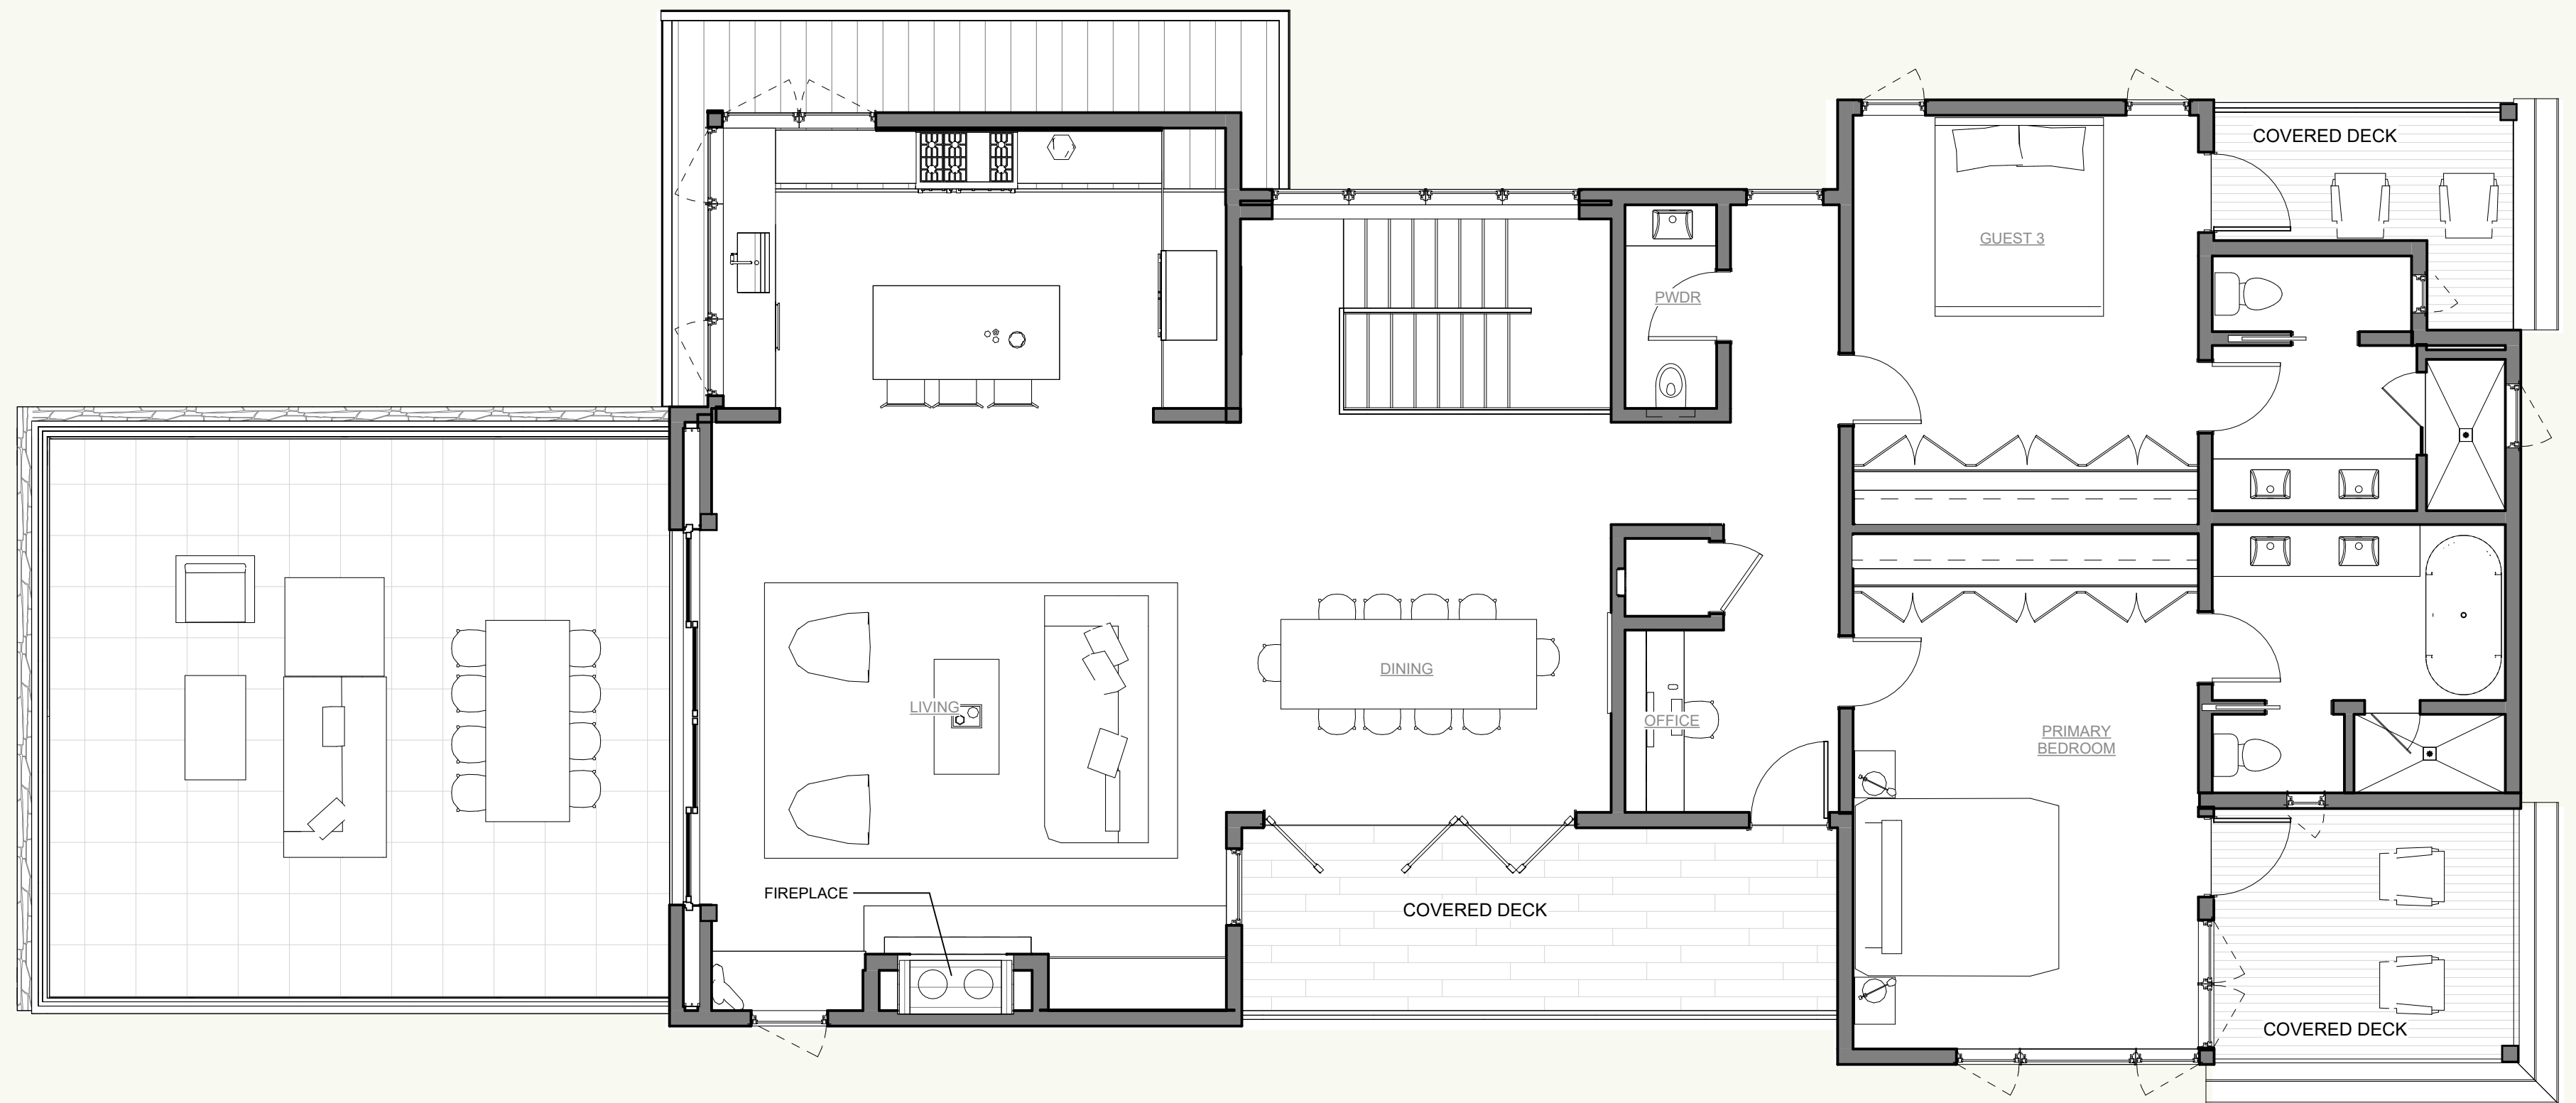 COVERED DECK
GUEST 3
PWDR
DINING
LIVING
OFFICE
PRIMARY
BEDROOM
FIREPLACE
COVERED DECK
COVERED DECK